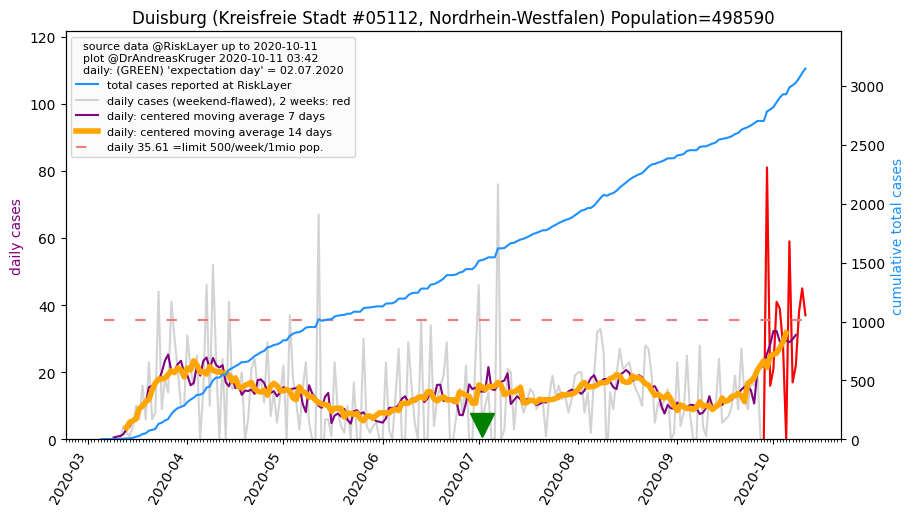 Duisburg (Kreisfreie Stadt #05112, Nordrhein-Westfalen) Population=498590
source data @RiskLayer up to 2020-10-11
plot @DrAndreasKruger 2020-10-11 03:42
daily: (GREEN) 'expectation day' = 02.07.2020
total cases reported at RiskLayer
daily cases (weekend-flawed), 2 weeks: red
daily: centered moving average 7 days
daily: centered moving average 14 days
daily 35.61 =limit 500/week/1mio pop.
daily cases
120
100
80
60
40
20
0
cumulative total cases
3000
2500
2000
1500
1000
500
0
2020-03
2020-04
2020-05
2020-06
2020-07
2020-08
2020-09
2020-10